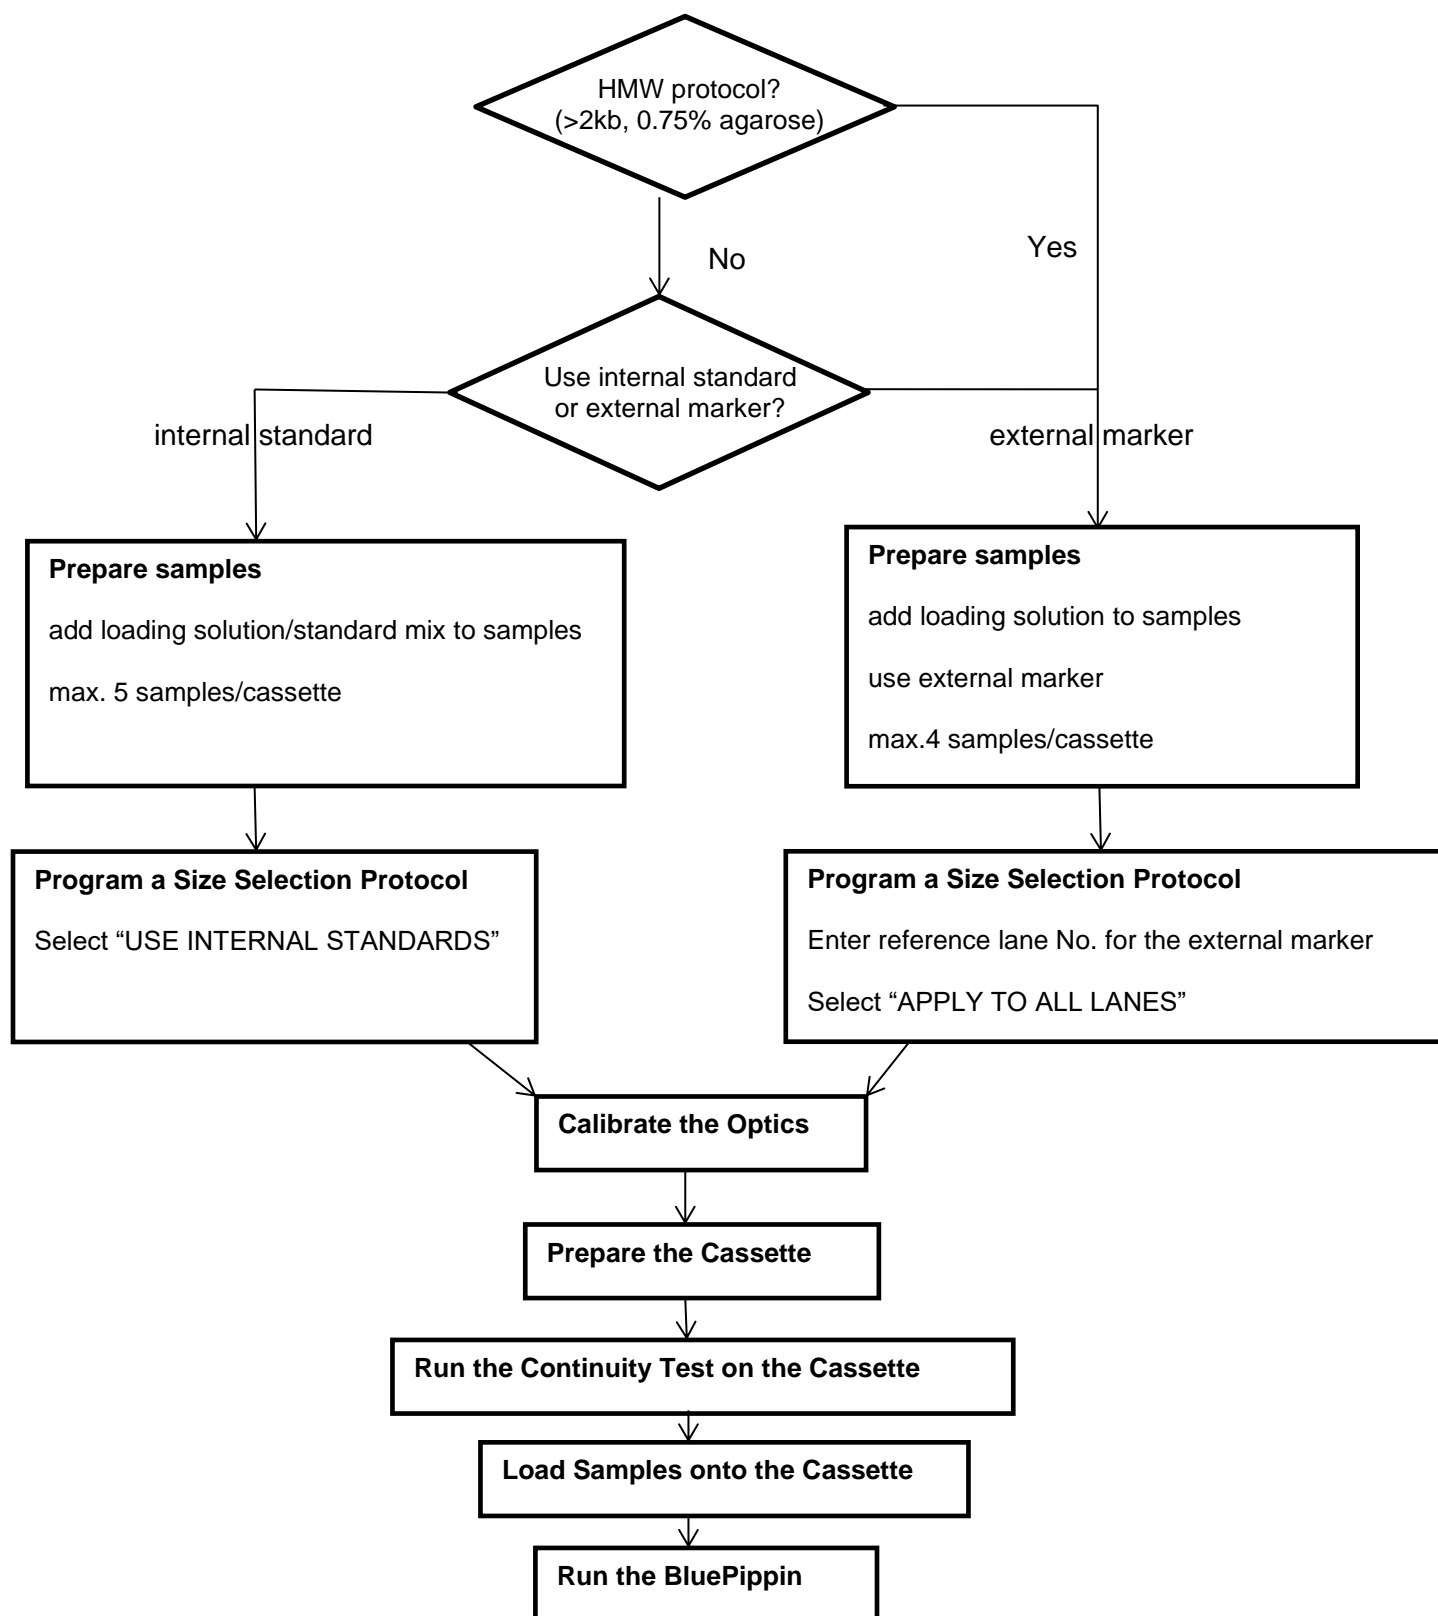 HMW protocol?
(>2kb, 0.75% agarose)
No
Yes
Use internal standard
or external marker?
internal standard
external marker
Prepare samples
add loading solution/standard mix to samples
max. 5 samples/cassette
Prepare samples
add loading solution to samples
use external marker
max.4 samples/cassette
Program a Size Selection Protocol
Select “USE INTERNAL STANDARDS”
Program a Size Selection Protocol
Enter reference lane No. for the external marker
Select “APPLY TO ALL LANES”
Calibrate the Optics
Prepare the Cassette
Run the Continuity Test on the Cassette
Load Samples onto the Cassette
Run the BluePippin